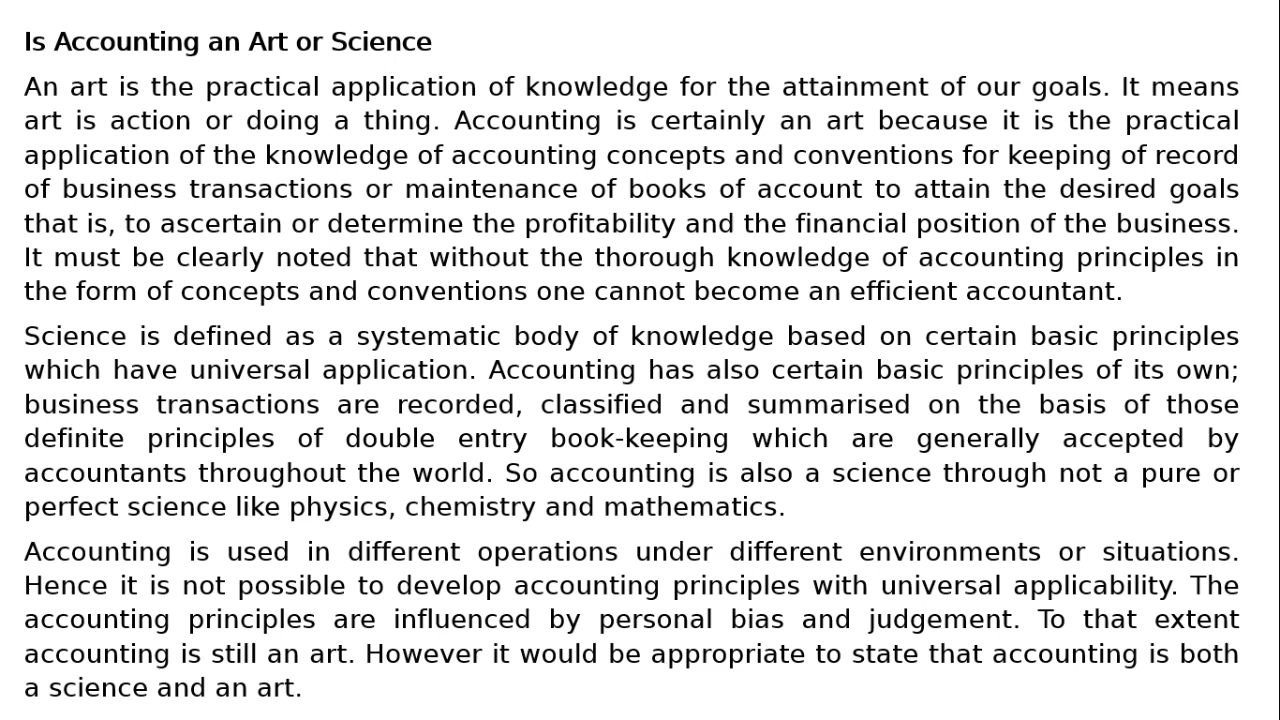 Is Accounting an Art or Science
An art is the practical application of knowledge for the attainment of our goals. It means
art is action or doing a thing. Accounting is certainly an art because it is the practical
application of the knowledge of accounting concepts and conventions for keeping of record
of business transactions or maintenance of books of account to attain the desired goals
that is, to ascertain or determine the profitability and the financial position of the business.
It must be clearly noted that without the thorough knowledge of accounting principles in
the form of concepts and conventions one cannot become an efficient accountant.
Science is defined as a systematic body of knowledge based on certain basic principles
which have universal application. Accounting has also certain basic principles of its own;
business transactions are recorded, classified and summarised on the basis of those
definite principles of double entry book-keeping which are generally accepted by
accountants throughout the world. So accounting is also a science through not a pure or
perfect science like physics, chemistry and mathematics.
Accounting is used in different operations under different environments or situations.
Hence it is not possible to develop accounting principles with universal applicability. The
accounting principles are influenced by personal bias and judgement. To that extent
accounting is still an art. However it would be appropriate to state that accounting is both
a science and an art.